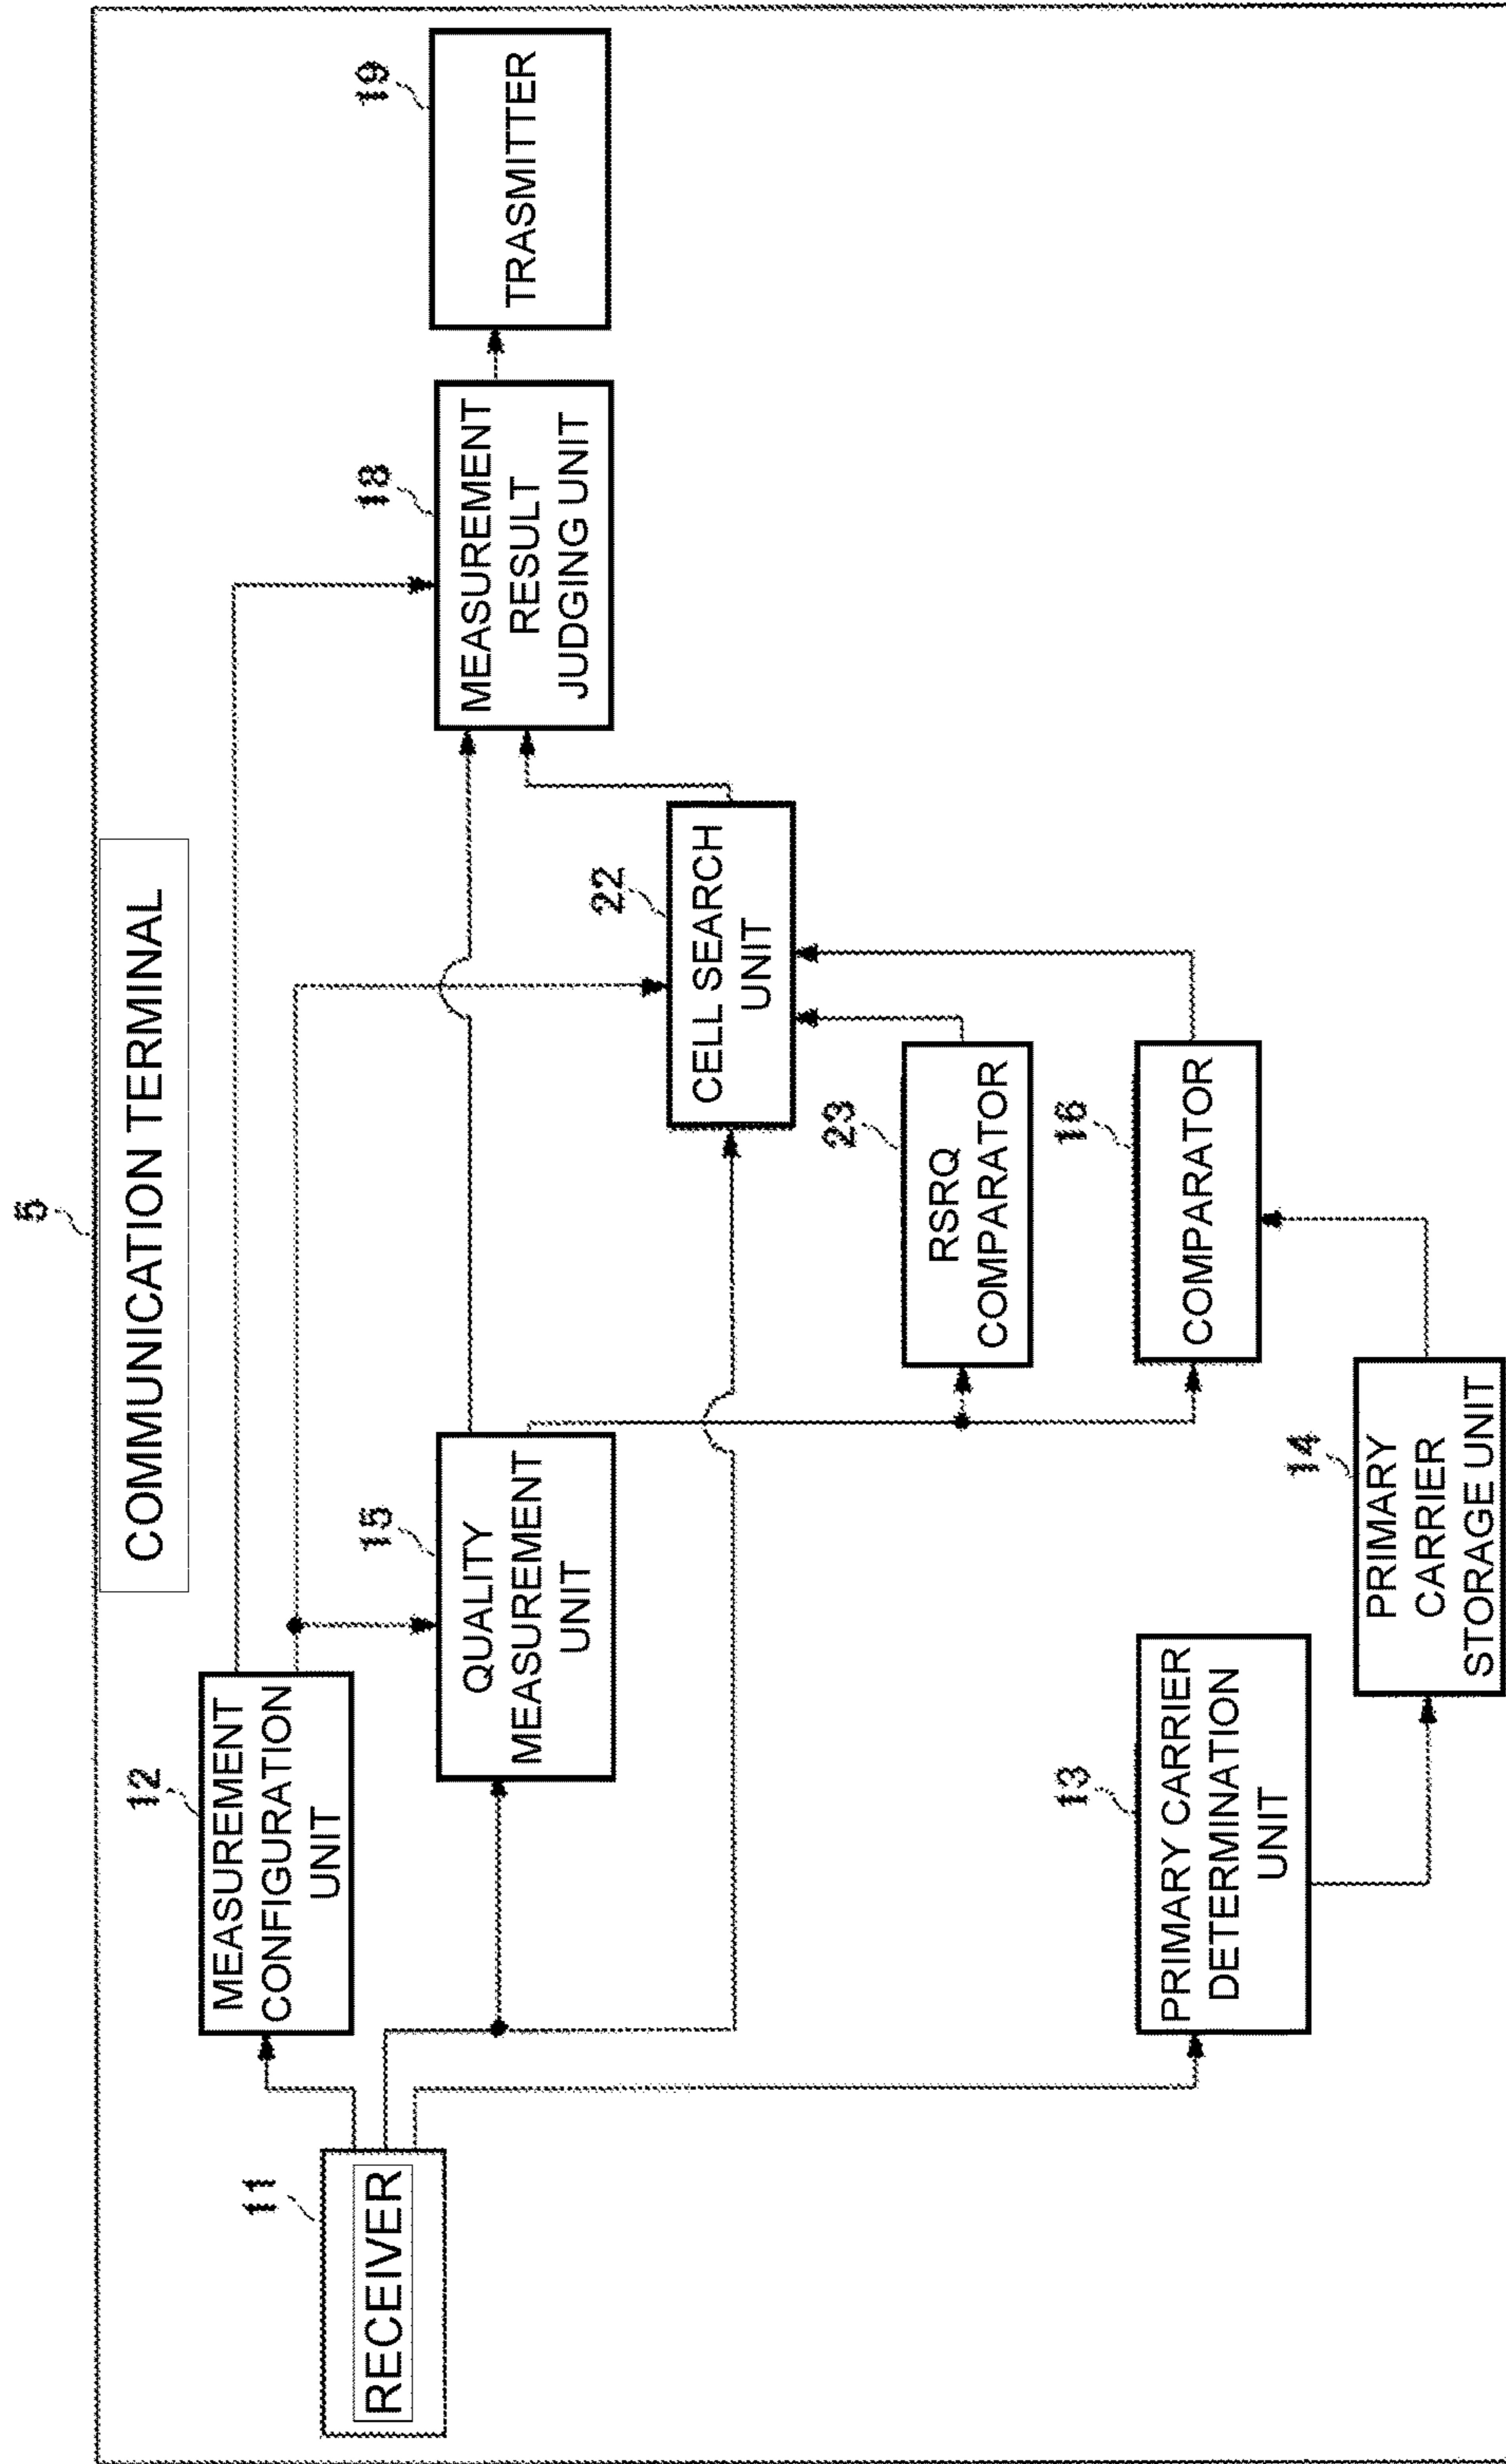 5
COMMUNICATION TERMINAL
11
RECEIVER
12
MEASUREMENT
CONFIGURATION
UNIT
15
QUALITY
MEASUREMENT
UNIT
13
PRIMARY CARRIER
DETERMINATION
UNIT
14
PRIMARY
CARRIER
STORAGE UNIT
23
RSRQ
COMPARATOR
16
COMPARATOR
22
CELL SEARCH
UNIT
18
MEASUREMENT
RESULT
JUDGING UNIT
19
TRASMITTER